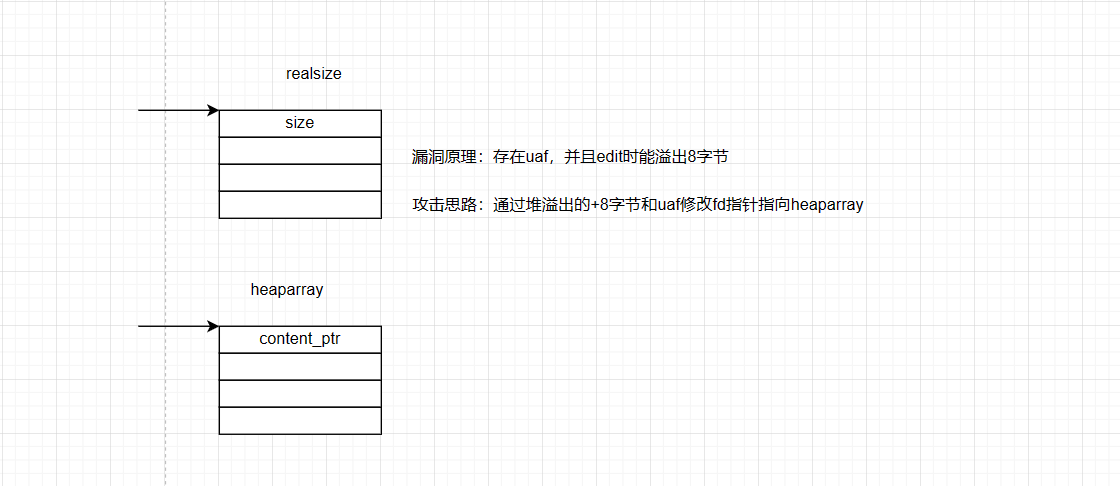 realsize
size
漏洞原理：存在uaf，并且edit时能溢出8字节
攻击思路：通过堆溢出的+8字节和uaf修改fd指针指向heaparray
heaparray
content_ptr